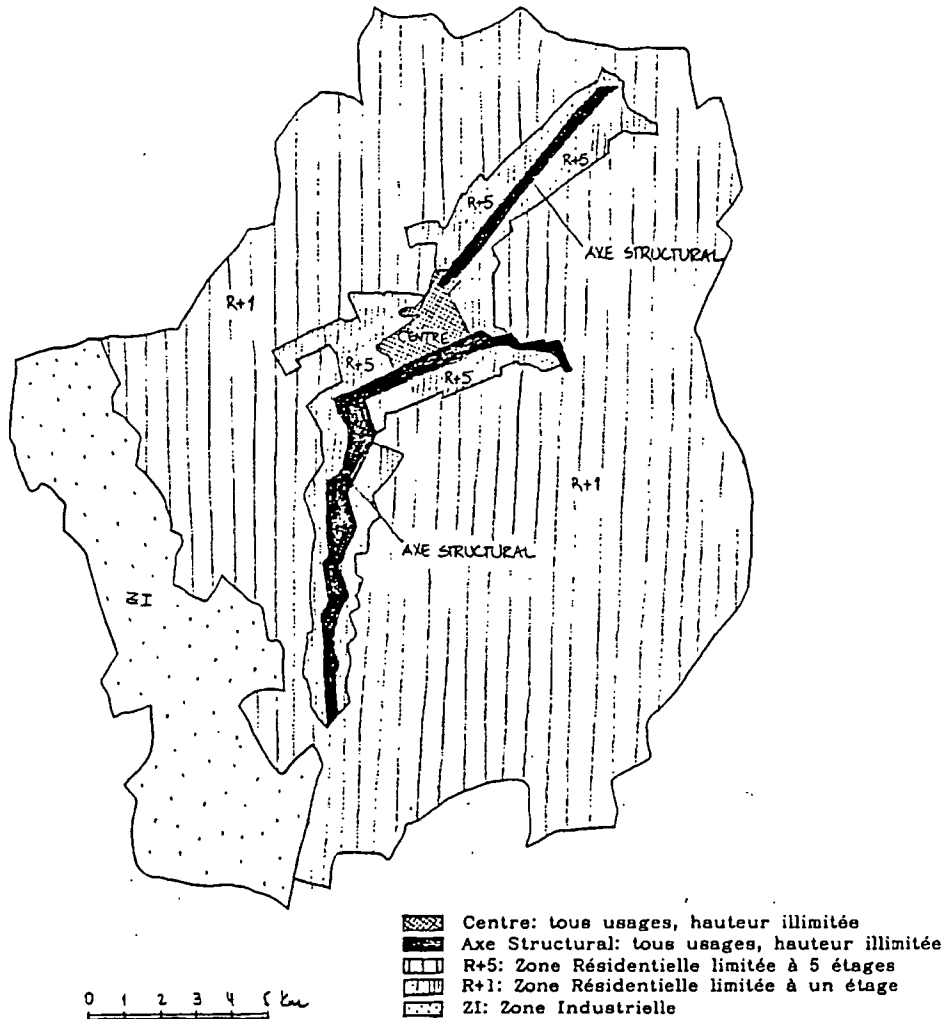 R+5
R+5
AXE STRUCTURAL
R+1
CENTRE
R+5
R+5
R+1
AXE STRUCTURAL
ZI
Centre: tous usages, hauteur illimitée
Axe Structural: tous usages, hauteur illimitée
R+5: Zone Résidentielle limitée à 5 étages
R+1: Zone Résidentielle limitée à un étage
ZI: Zone Industrielle
0 1 2 3 4 5 Km